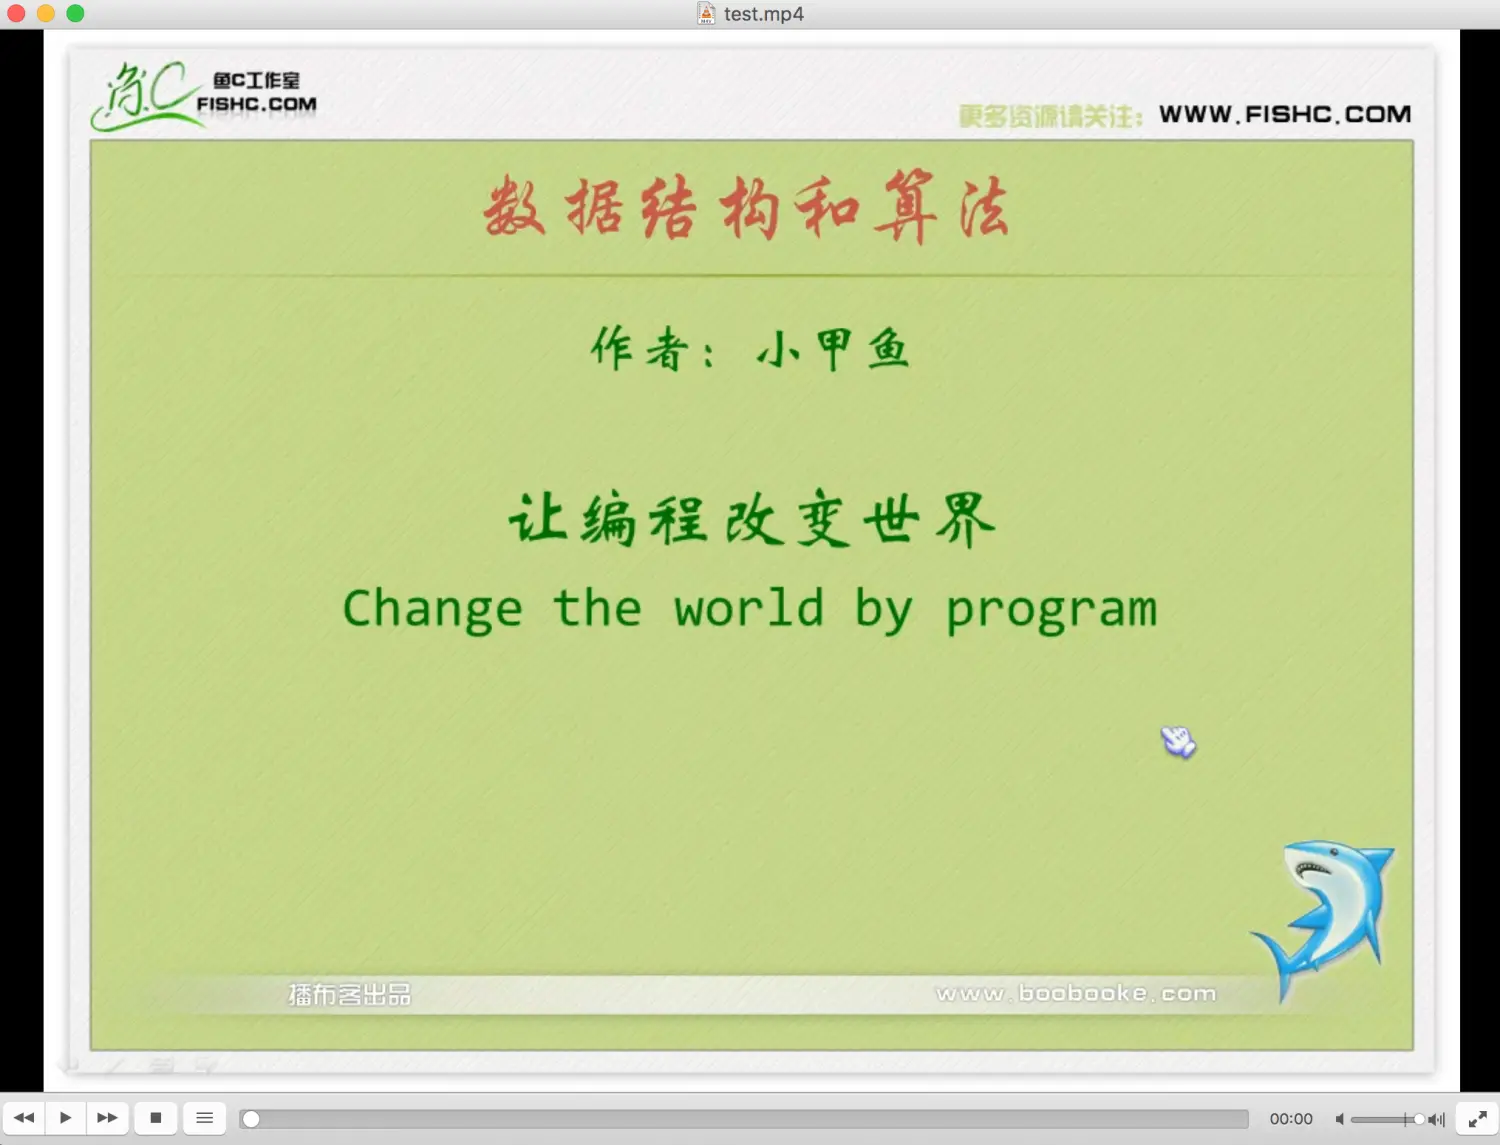 test.mp4
鱼C工作室
FISHC.COM
更多资源请关注: WWW.FISHC.COM
数据结构和算法
作者：小甲鱼
让编程改变世界
Change the world by program
播布客出品
www.boobooke.com
00:00